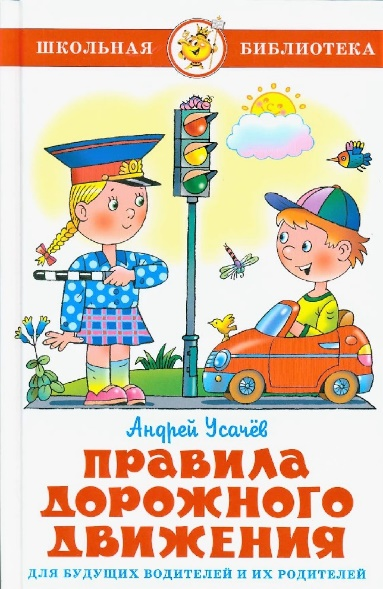 ШКОЛЬНАЯ БИБЛИОТЕКА
Андрей Усачёв
ПРАВИЛА
ДОРОЖНОГО
ДВИЖЕНИЯ
ДЛЯ БУДУЩИХ ВОДИТЕЛЕЙ И ИХ РОДИТЕЛЕЙ